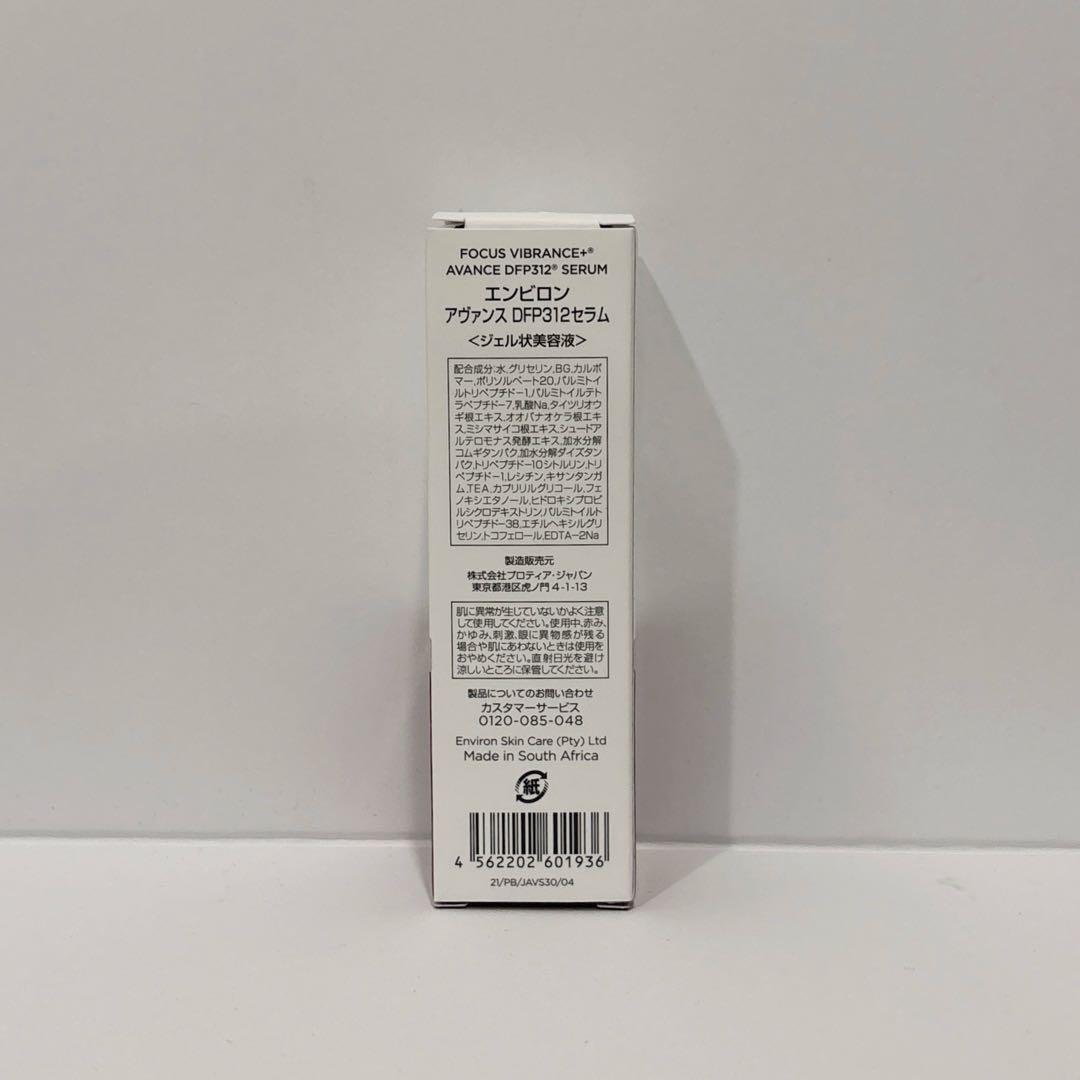 FOCUS VIBRANCE+®
AVANCE DFP312® SERUM
エンビロン
アヴァンス DFP312セラム
<ジェル状美容液>
配合成分:水,グリセリン,BG,カルボ
マー,ポリソルベート20,パルミトイ
ルトリペプチド-1,パルミトイルテト
ラペプチド-7,乳酸Na,タイツリオウ
ギ根エキス,オオバナオケラ根エキ
ス,ミシマサイコ根エキス,シュードア
ルテロモナス発酵エキス,加水分解
コムギタンパク,加水分解ダイズタン
パク,トリペプチド-10シトルリン,トリ
ペプチド-1,レシチン,キサンタンガ
ム,TEA,カプリリルグリコール,フェ
ノキシエタノール,ヒドロキシプロピ
ルシクロデキストリン,パルミトイルト
リペプチド-38,エチルヘキシルグリ
セリン,トコフェロール,EDTA-2Na
製造販売元
株式会社プロティア・ジャパン
東京都港区虎ノ門 4-1-13
肌に異常が生じていないかよく注意
して使用してください。使用中、赤み、
かゆみ、刺激、眼に異物感が残る
場合や肌にあわないときは使用を
おやめください。直射日光を避け
涼しいところに保管してください。
製品についてのお問い合わせ
カスタマーサービス
0120-085-048
Environ Skin Care (Pty) Ltd
Made in South Africa
紙
4 562202 601936
21/PB/JAVS30/04